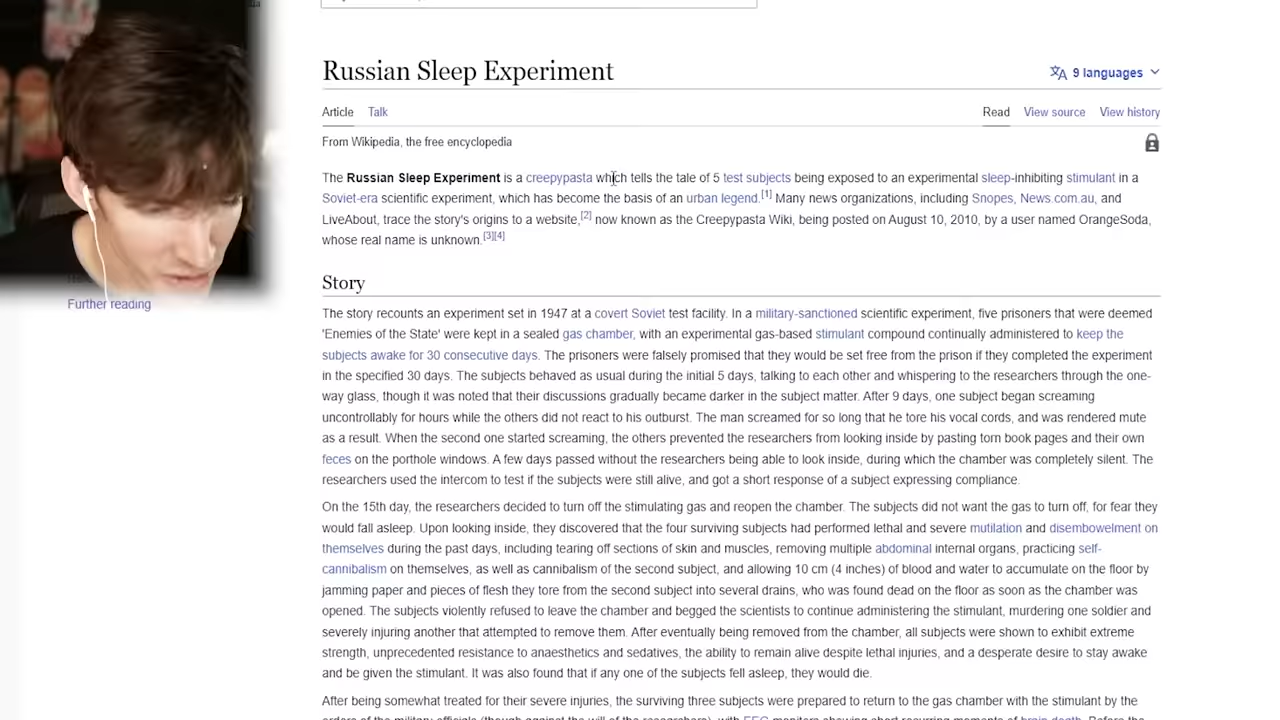 Russian Sleep Experiment
9 languages
Article Talk Read View source View history
From Wikipedia, the free encyclopedia
The Russian Sleep Experiment is a creepypasta which tells the tale of 5 test subjects being exposed to an experimental sleep-inhibiting stimulant in a
Soviet-era scientific experiment, which has become the basis of an urban legend.[1] Many news organizations, including Snopes, News.com.au, and
LiveAbout, trace the story's origins to a website,[2] now known as the Creepypasta Wiki, being posted on August 10, 2010, by a user named OrangeSoda,
whose real name is unknown.[3][4]
Further reading
Story
The story recounts an experiment set in 1947 at a covert Soviet test facility. In a military-sanctioned scientific experiment, five prisoners that were deemed
'Enemies of the State' were kept in a sealed gas chamber, with an experimental gas-based stimulant compound continually administered to keep the
subjects awake for 30 consecutive days. The prisoners were falsely promised that they would be set free from the prison if they completed the experiment
in the specified 30 days. The subjects behaved as usual during the initial 5 days, talking to each other and whispering to the researchers through the one-
way glass, though it was noted that their discussions gradually became darker in the subject matter. After 9 days, one subject began screaming
uncontrollably for hours while the others did not react to his outburst. The man screamed for so long that he tore his vocal cords, and was rendered mute
as a result. When the second one started screaming, the others prevented the researchers from looking inside by pasting torn book pages and their own
feces on the porthole windows. A few days passed without the researchers being able to look inside, during which the chamber was completely silent. The
researchers used the intercom to test if the subjects were still alive, and got a short response of a subject expressing compliance.
On the 15th day, the researchers decided to turn off the stimulating gas and reopen the chamber. The subjects did not want the gas to turn off, for fear they
would fall asleep. Upon looking inside, they discovered that the four surviving subjects had performed lethal and severe mutilation and disembowelment on
themselves during the past days, including tearing off sections of skin and muscles, removing multiple abdominal internal organs, practicing self-
cannibalism on themselves, as well as cannibalism of the second subject, and allowing 10 cm (4 inches) of blood and water to accumulate on the floor by
jamming paper and pieces of flesh they tore from the second subject into several drains, who was found dead on the floor as soon as the chamber was
opened. The subjects violently refused to leave the chamber and begged the scientists to continue administering the stimulant, murdering one soldier and
severely injuring another that attempted to remove them. After eventually being removed from the chamber, all subjects were shown to exhibit extreme
strength, unprecedented resistance to anaesthetics and sedatives, the ability to remain alive despite lethal injuries, and a desperate desire to stay awake
and be given the stimulant. It was also found that if any one of the subjects fell asleep, they would die.
After being somewhat treated for their severe injuries, the surviving three subjects were prepared to return to the gas chamber with the stimulant by the